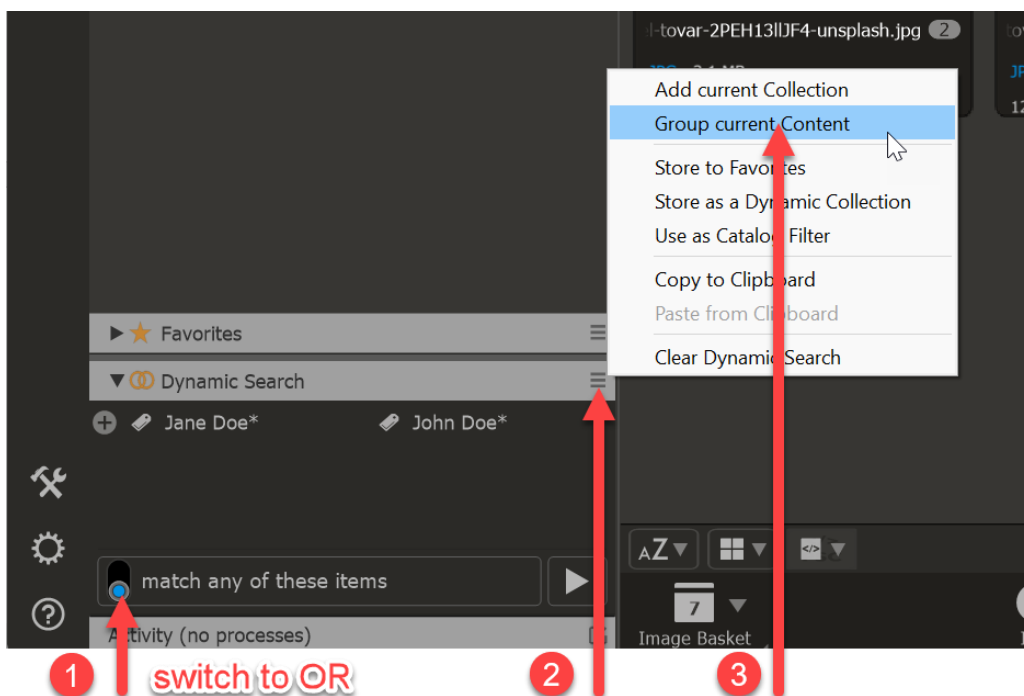 l-tovar-2PEH13llJF4-unsplash.jpg 2
Add current Collection
Group current Content
Store to Favorites
Store as a Dynamic Collection
Use as Catalog Filter
Copy to Clipboard
Paste from Clipboard
Clear Dynamic Search
Favorites
Dynamic Search
Jane Doe*
John Doe*
AZ
match any of these items
7
Image Basket
Activity (no processes)
1 switch to OR
2
3